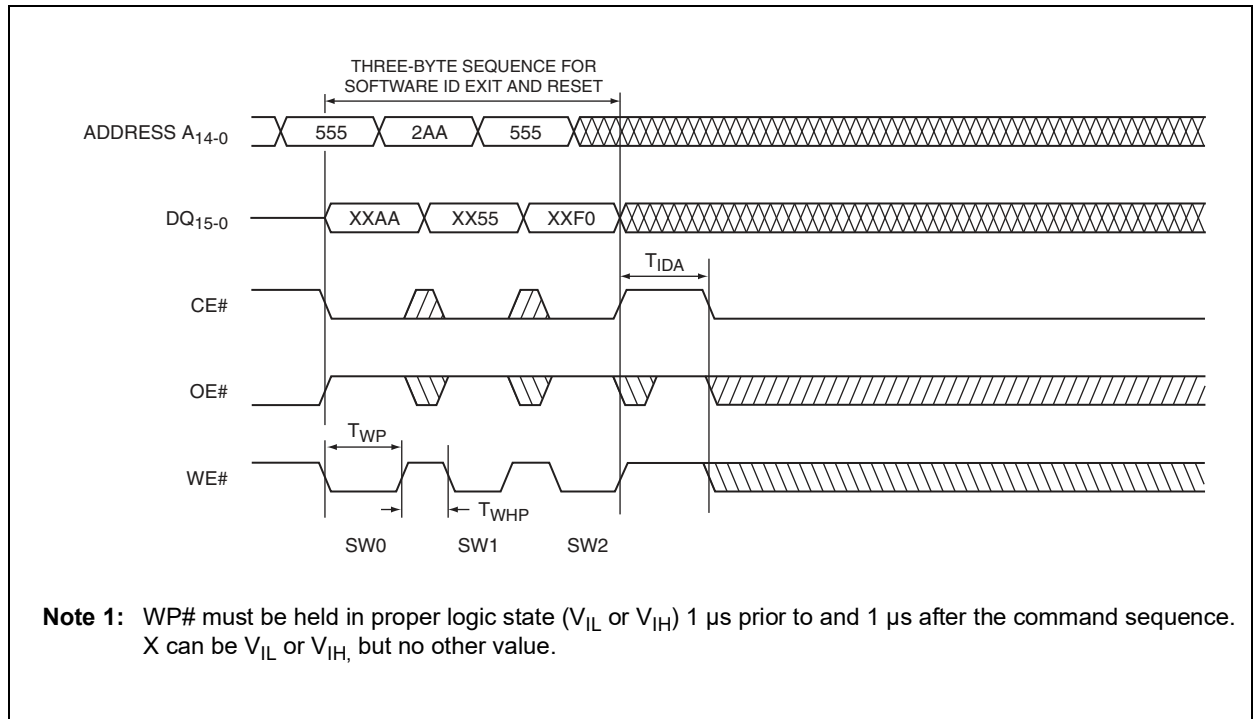 THREE-BYTE SEQUENCE FOR
SOFTWARE ID EXIT AND RESET
ADDRESS A14-0
555
2AA
555
DQ15-0
XXAA
XX55
XXF0
TIDA
CE#
OE#
TWP
WE#
TWHP
SW0
SW1
SW2
Note 1: WP# must be held in proper logic state (VIL or VIH) 1 µs prior to and 1 µs after the command sequence.
X can be VIL or VIH, but no other value.